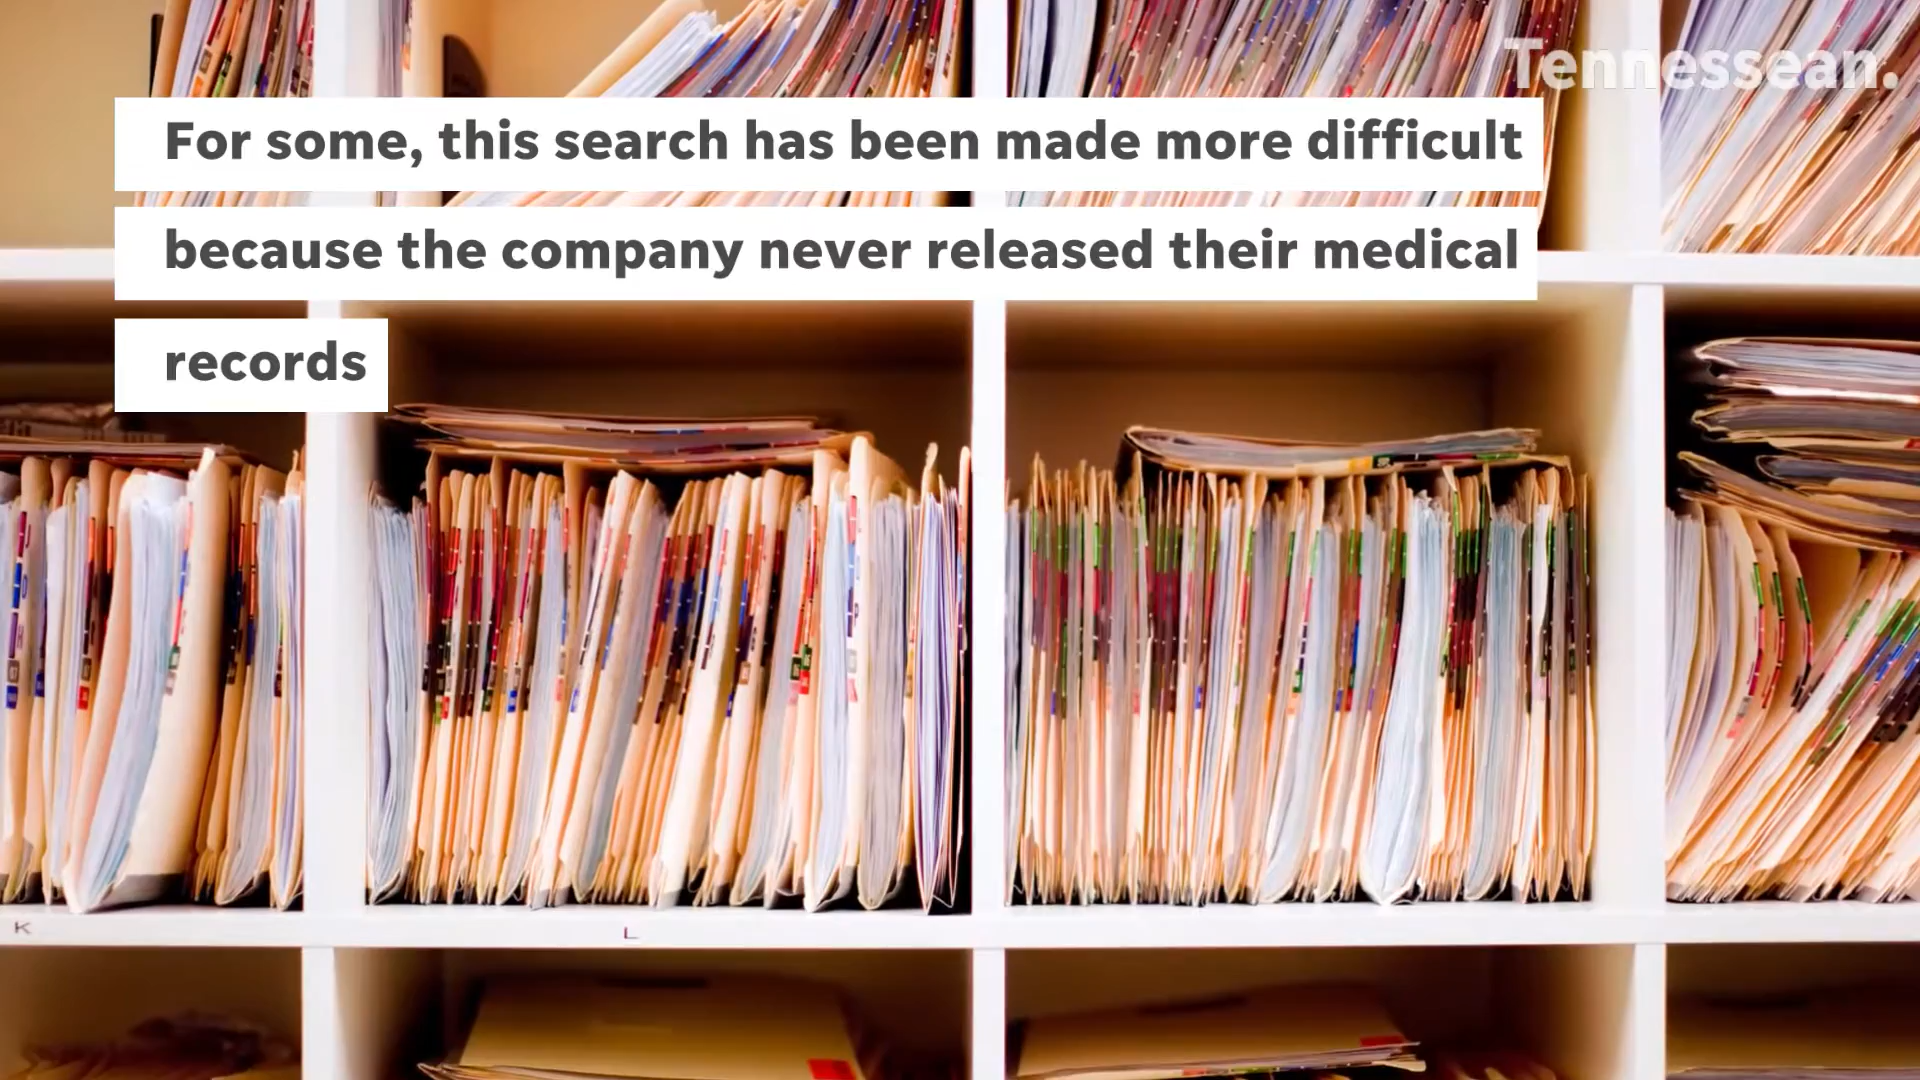 Tennessean.
For some, this search has been made more difficult
because the company never released their medical
records
K
L